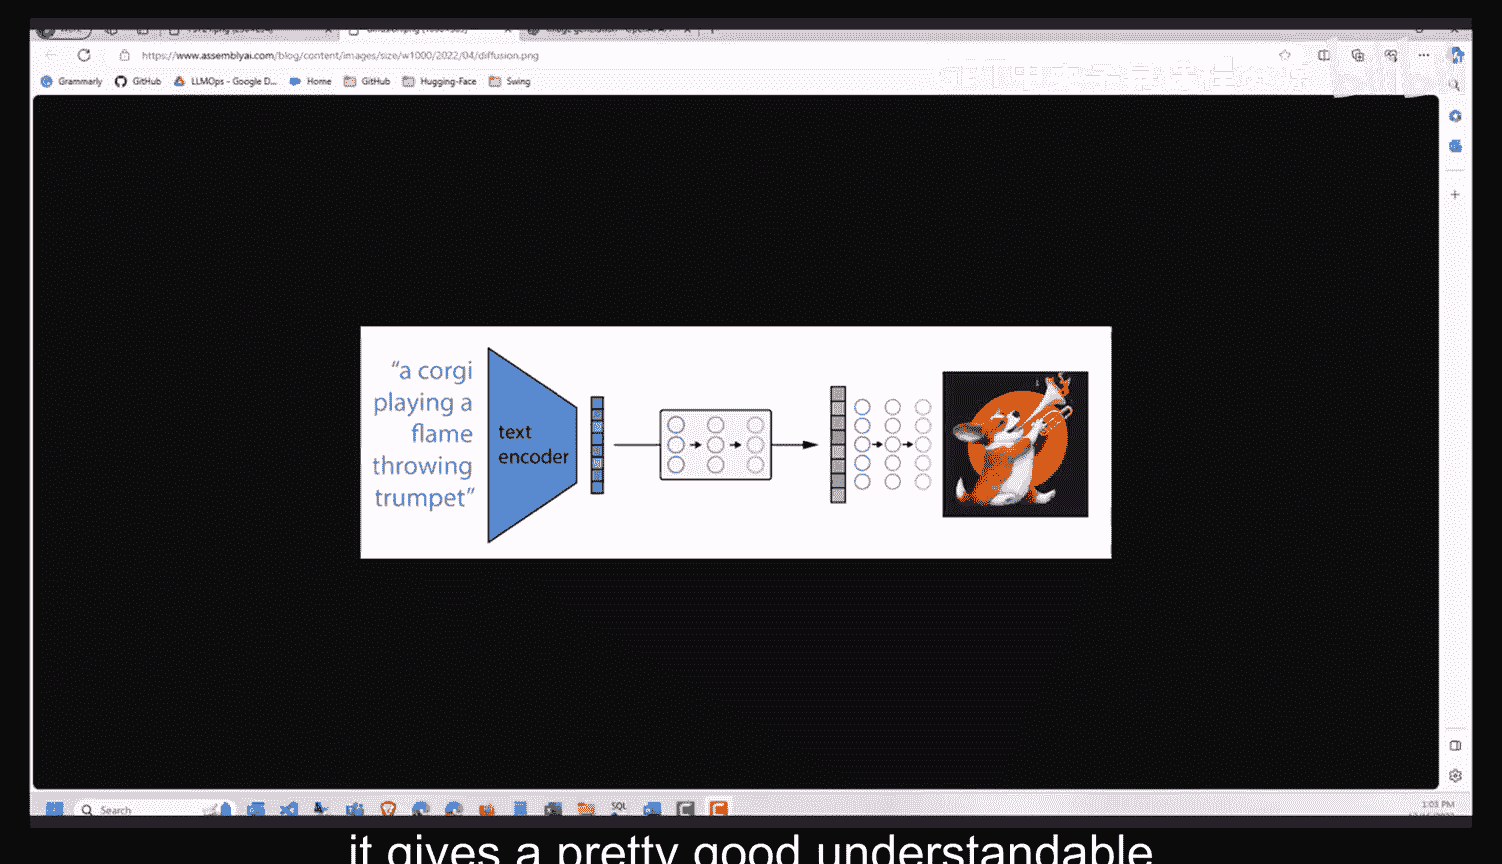 https://www.assemblyai.com/blog/content/images/size/w1000/2022/04/diffusion.png
Grammarly GitHub LLMOps - Google D... Home GitHub Hugging-Face Swing
"a corgi
playing a
flame
throwing
trumpet"
text
encoder
Search
SQL
1:03 PM
it gives a pretty good understandable